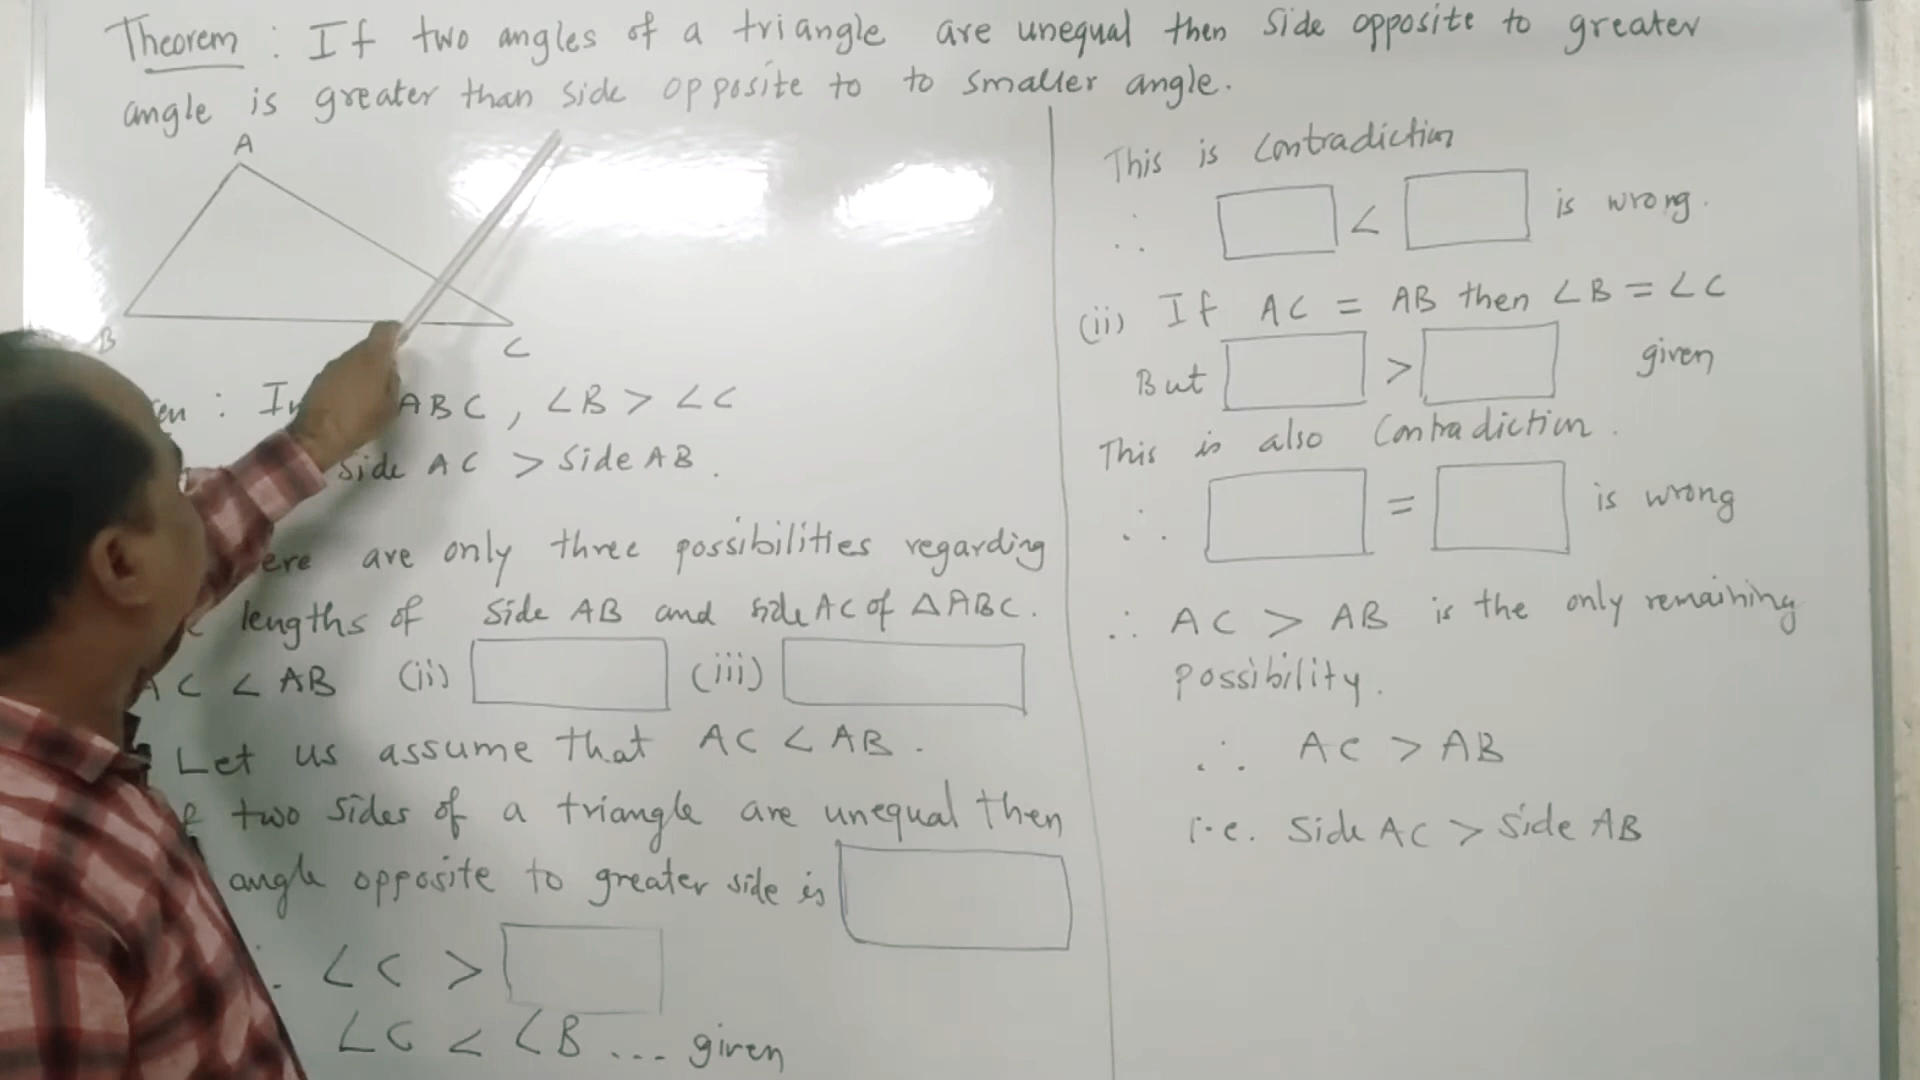 Theorem : If two angles of a triangle are unequal then side opposite to greater
angle is greater than side opposite to to smaller angle.
A
B
C
: In ABC, ∠B > ∠C
side AC > side AB.
are only three possibilities regarding
lengths of side AB and side AC of △ABC.
AC < AB (ii) (iii)
Let us assume that AC < AB.
two sides of a triangle are unequal then
angle opposite to greater side is
∠C >
∠C < ∠B ... given
This is contradiction
∴ < is wrong.
(ii) If AC = AB then ∠B = ∠C
But > given
This is also contradiction.
∴ = is wrong
∴ AC > AB is the only remaining
possibility.
∴ AC > AB
i.e. side AC > side AB